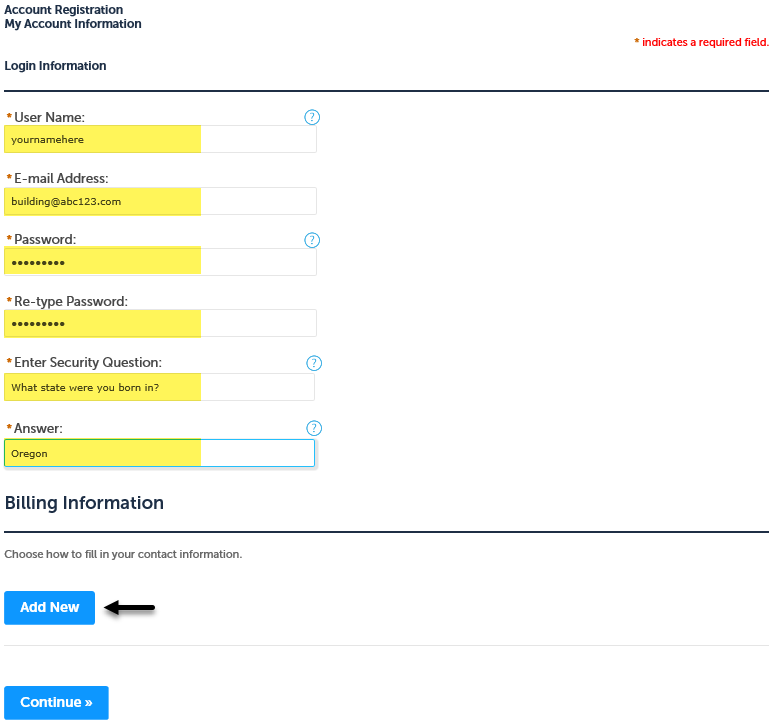 Account Registration
My Account Information
* indicates a required field.
Login Information
* User Name: ?
yournamehere
* E-mail Address:
building@abc123.com
* Password: ?
•••••••••
* Re-type Password:
•••••••••
* Enter Security Question: ?
What state were you born in?
* Answer: ?
Oregon
Billing Information
Choose how to fill in your contact information.
Add New
Continue »